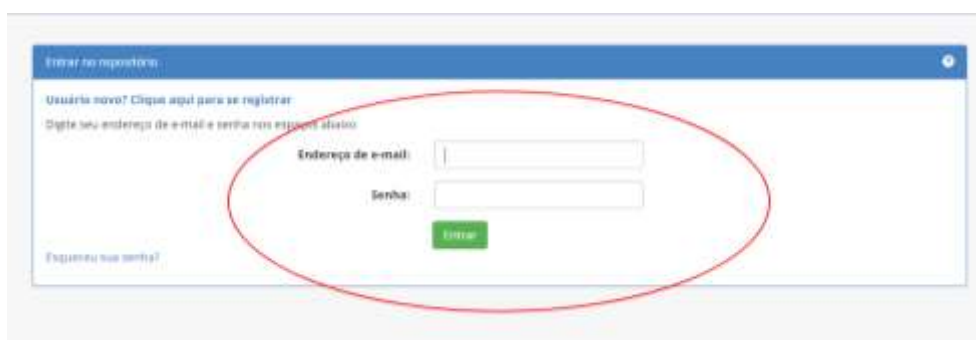 Entrar no repositório
Usuário novo? Clique aqui para se registrar
Digite seu endereço de e-mail e senha nos espaços abaixo
Endereço de e-mail:
Senha:
Entrar
Esqueceu sua senha?